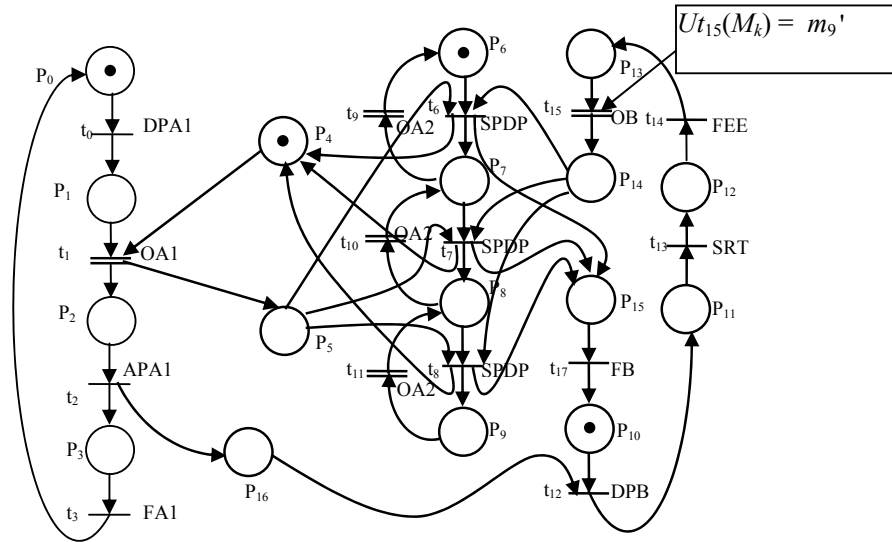 Ut₁₅(Mₖ) = m₉'
P₀
t₀ DPA1
P₁
t₁ OA1
P₂
APA1
t₂
P₃
t₃ FA1
P₄
P₅
P₁₆
P₆
t₉ OA2
t₆ SPDP
P₇
t₁₀ OA2
t₇ SPDP
P₈
t₁₁ OA2
t₈ SPDP
P₉
P₁₃
t₁₅ OB
P₁₄
P₁₅
t₁₇ FB
P₁₀
t₁₂ DPB
t₁₄ FEE
P₁₂
t₁₃ SRT
P₁₁